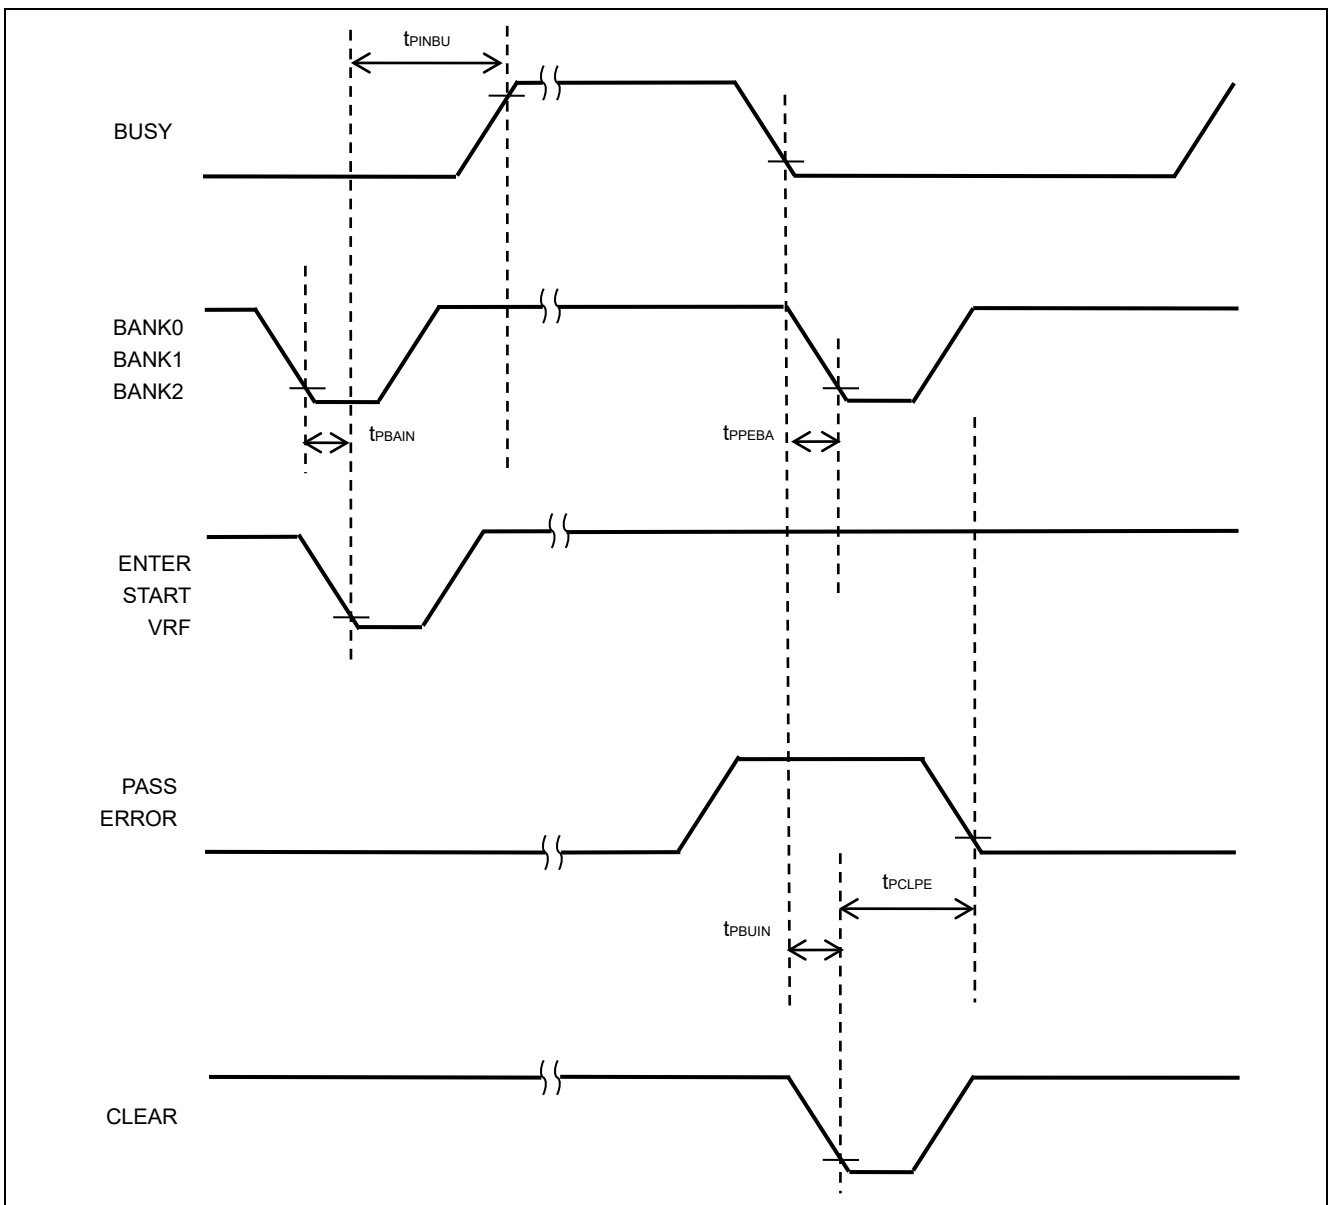 tPINBU
BUSY
BANK0
BANK1
BANK2
tPBAIN
tPPEBA
ENTER
START
VRF
PASS
ERROR
tPCLPE
tPBUIN
CLEAR